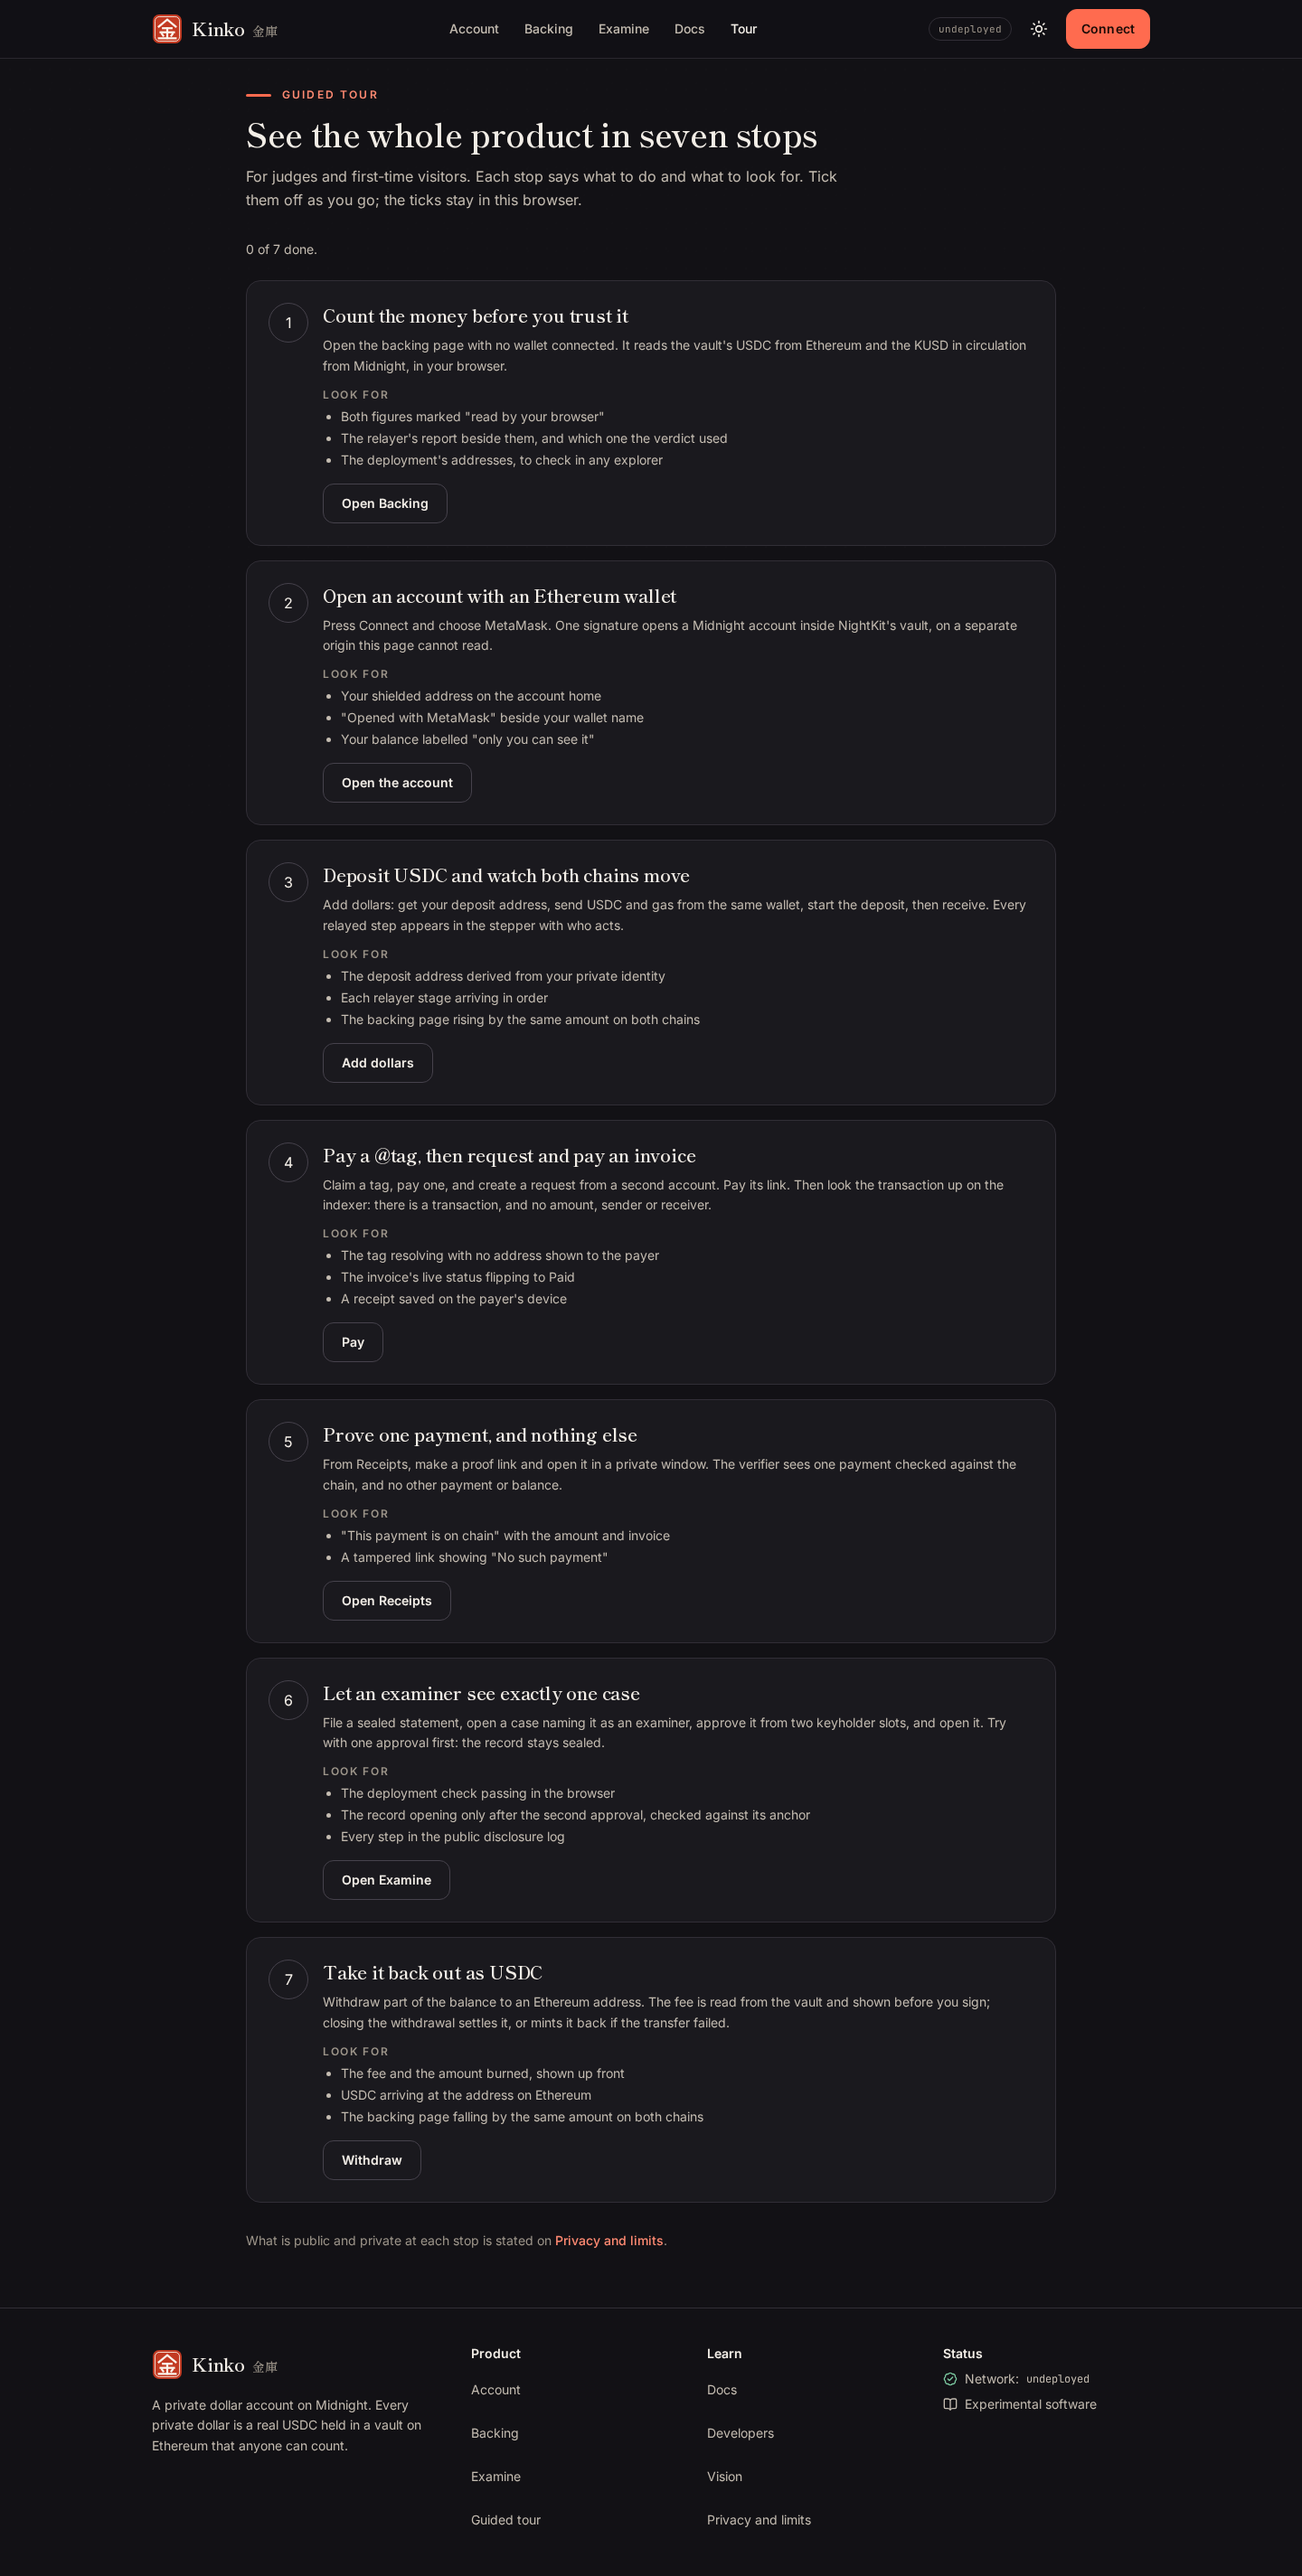 金 Kinko 金庫
Account Backing Examine Docs Tour
undeployed
Connect
GUIDED TOUR
See the whole product in seven stops
For judges and first-time visitors. Each stop says what to do and what to look for. Tick
them off as you go; the ticks stay in this browser.
0 of 7 done.
1
Count the money before you trust it
Open the backing page with no wallet connected. It reads the vault's USDC from Ethereum and the KUSD in circulation
from Midnight, in your browser.
LOOK FOR
• Both figures marked "read by your browser"
• The relayer's report beside them, and which one the verdict used
• The deployment's addresses, to check in any explorer
Open Backing
2
Open an account with an Ethereum wallet
Press Connect and choose MetaMask. One signature opens a Midnight account inside NightKit's vault, on a separate
origin this page cannot read.
LOOK FOR
• Your shielded address on the account home
• "Opened with MetaMask" beside your wallet name
• Your balance labelled "only you can see it"
Open the account
3
Deposit USDC and watch both chains move
Add dollars: get your deposit address, send USDC and gas from the same wallet, start the deposit, then receive. Every
relayed step appears in the stepper with who acts.
LOOK FOR
• The deposit address derived from your private identity
• Each relayer stage arriving in order
• The backing page rising by the same amount on both chains
Add dollars
4
Pay a @tag, then request and pay an invoice
Claim a tag, pay one, and create a request from a second account. Pay its link. Then look the transaction up on the
indexer: there is a transaction, and no amount, sender or receiver.
LOOK FOR
• The tag resolving with no address shown to the payer
• The invoice's live status flipping to Paid
• A receipt saved on the payer's device
Pay
5
Prove one payment, and nothing else
From Receipts, make a proof link and open it in a private window. The verifier sees one payment checked against the
chain, and no other payment or balance.
LOOK FOR
• "This payment is on chain" with the amount and invoice
• A tampered link showing "No such payment"
Open Receipts
6
Let an examiner see exactly one case
File a sealed statement, open a case naming it as an examiner, approve it from two keyholder slots, and open it. Try
with one approval first: the record stays sealed.
LOOK FOR
• The deployment check passing in the browser
• The record opening only after the second approval, checked against its anchor
• Every step in the public disclosure log
Open Examine
7
Take it back out as USDC
Withdraw part of the balance to an Ethereum address. The fee is read from the vault and shown before you sign;
closing the withdrawal settles it, or mints it back if the transfer failed.
LOOK FOR
• The fee and the amount burned, shown up front
• USDC arriving at the address on Ethereum
• The backing page falling by the same amount on both chains
Withdraw
What is public and private at each stop is stated on Privacy and limits.
金 Kinko 金庫
A private dollar account on Midnight. Every
private dollar is a real USDC held in a vault on
Ethereum that anyone can count.
Product
Account
Backing
Examine
Guided tour
Learn
Docs
Developers
Vision
Privacy and limits
Status
Network: undeployed
Experimental software